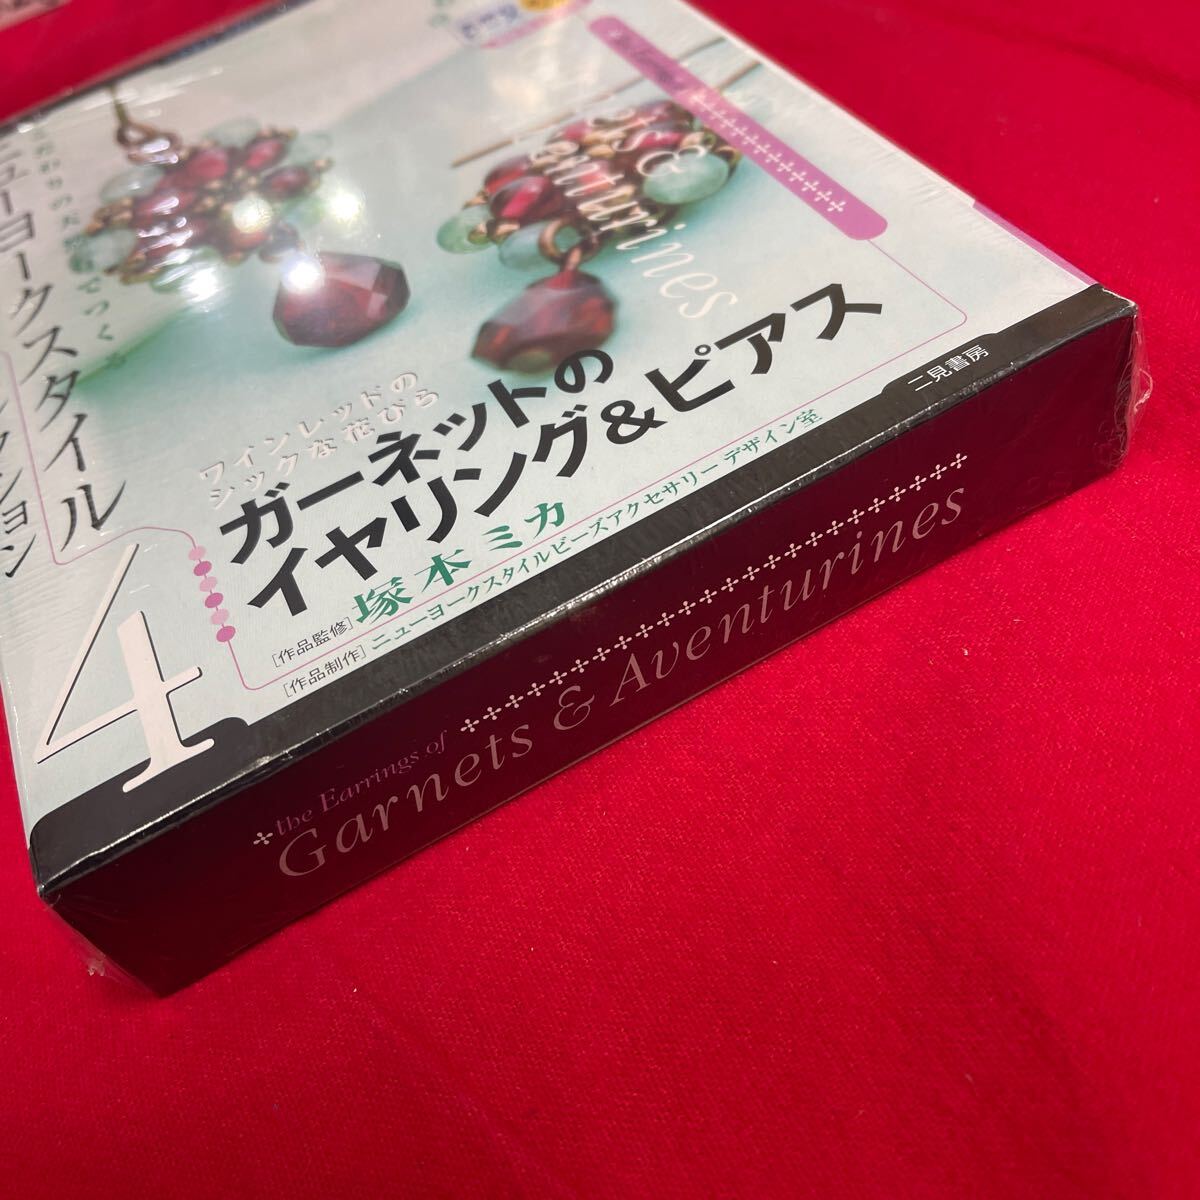 ニューヨークスタイル
4
ets &
enturines
ワインレッドの
シックな花びら
ガーネットの
イヤリング&ピアス
[作品監修]塚本ミカ
[作品制作]ニューヨークスタイルビーズアクセサリーデザイン室
二見書房
the Earrings of
Garnets & Aventurines